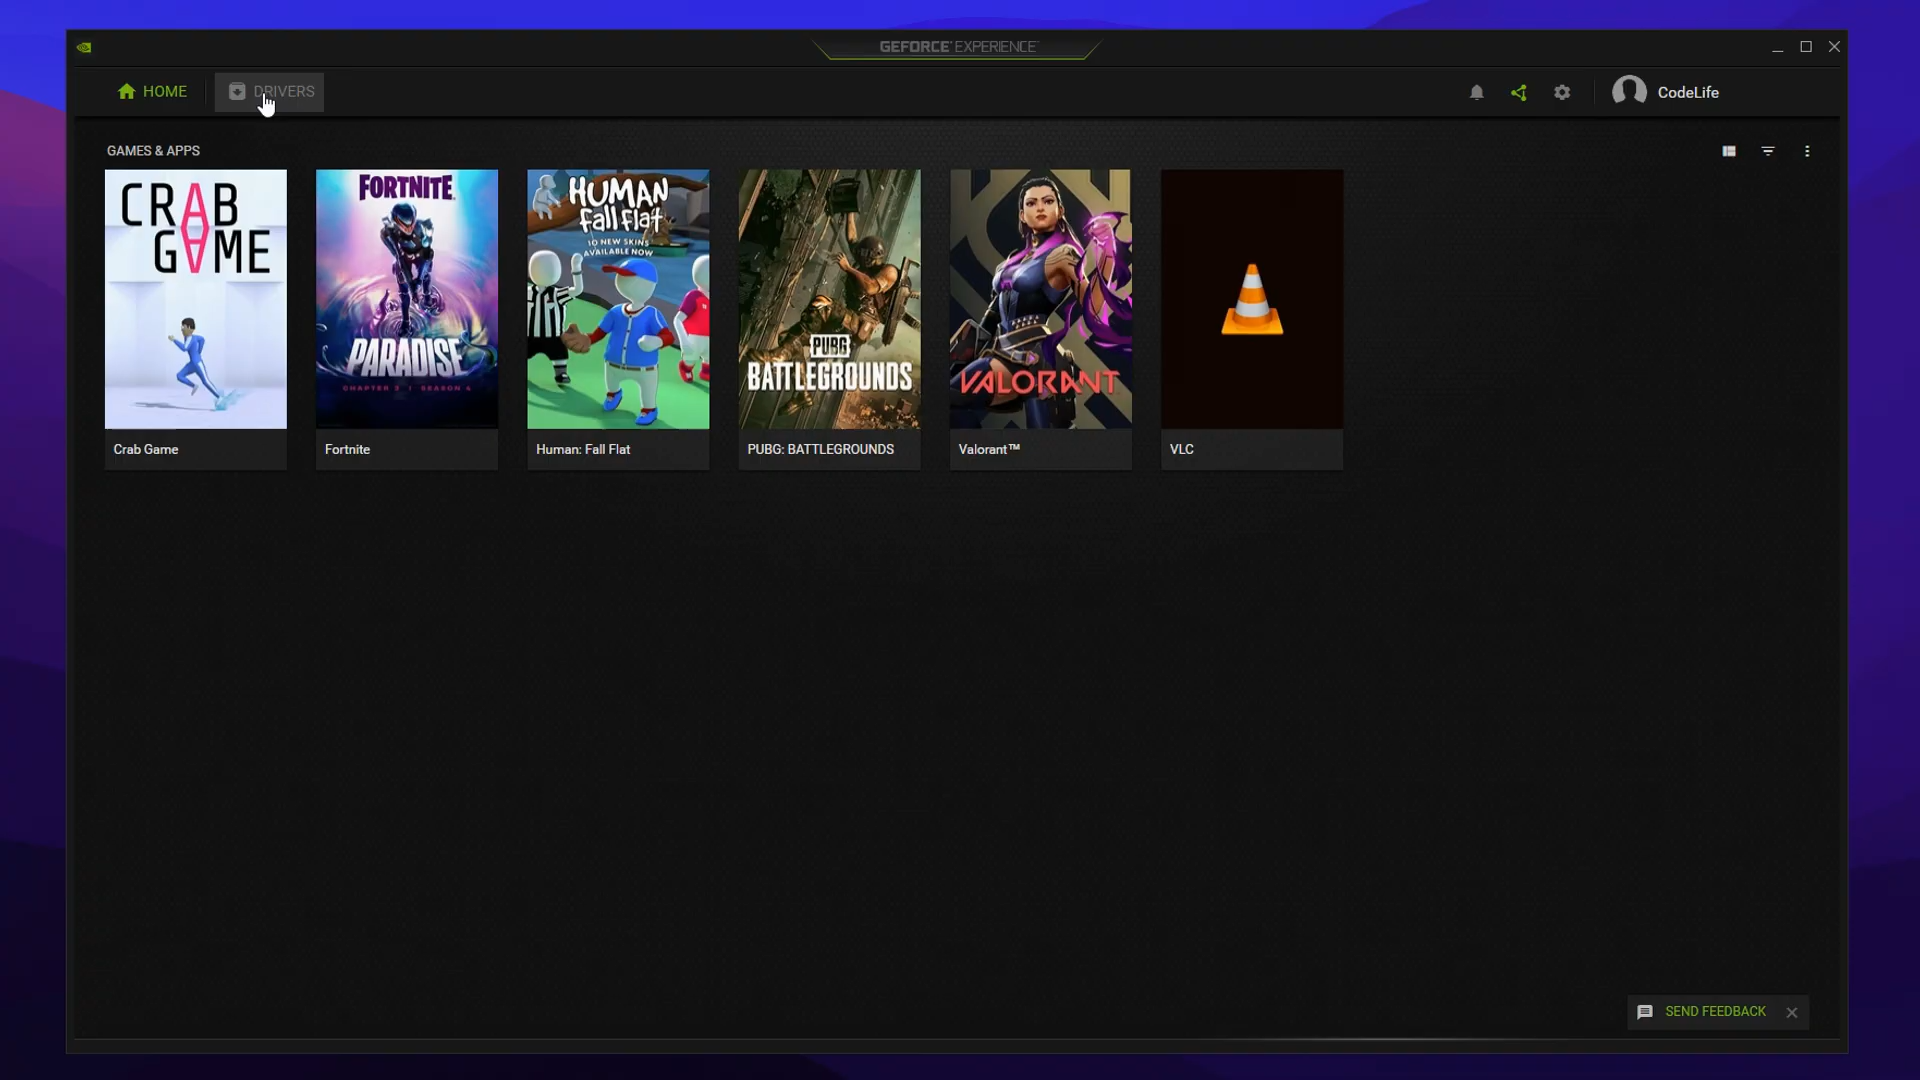 GEFORCE EXPERIENCE
HOME
DRIVERS
CodeLife
GAMES & APPS
CRAB
GAME
FORTNITE
PARADISE
CHAPTER 3 | SEASON 4
HUMAN
fall flat
10 NEW SKINS
AVAILABLE NOW
PUBG
BATTLEGROUNDS
VALORANT
Crab Game
Fortnite
Human: Fall Flat
PUBG: BATTLEGROUNDS
Valorant™
VLC
SEND FEEDBACK